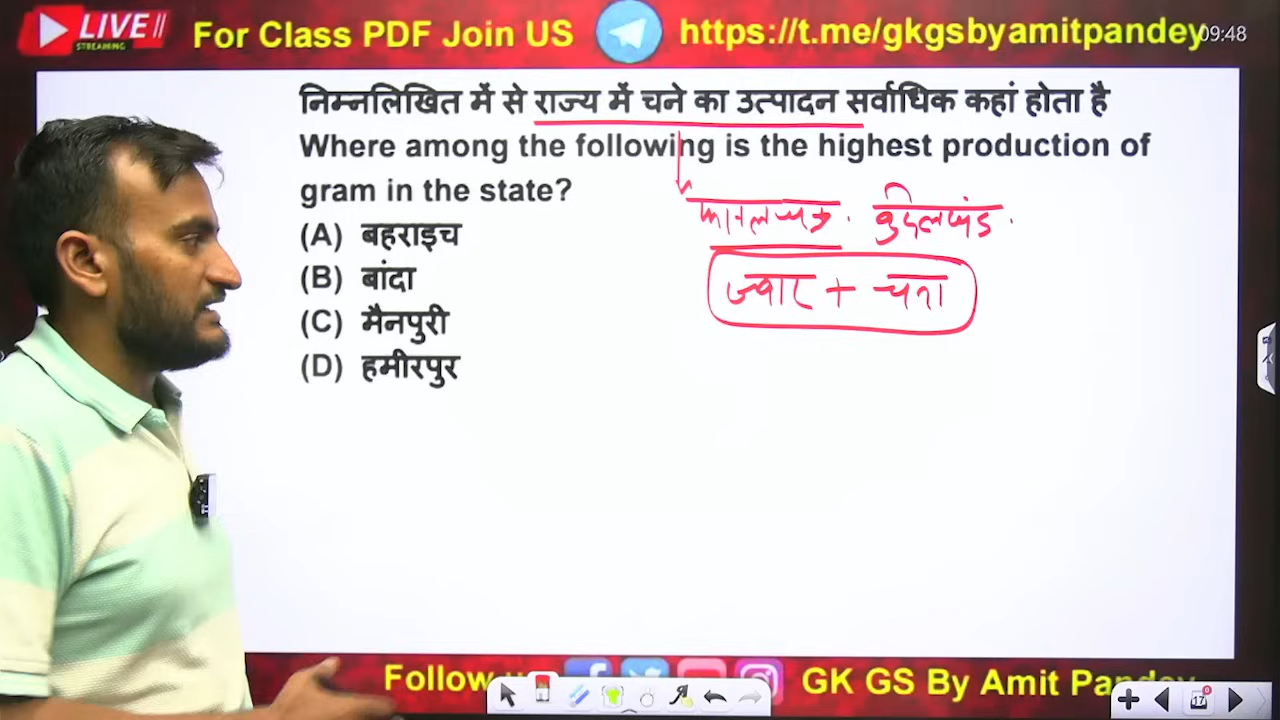 LIVE
STREAMING
For Class PDF Join US
https://t.me/gkgsbyamitpandey
09:48
निम्नलिखित में से राज्य में चने का उत्पादन सर्वाधिक कहां होता है
Where among the following is the highest production of
gram in the state?
बुंदेलखंड
(A) बहराइच
(B) बांदा
ज्वार + चना
(C) मैनपुरी
(D) हमीरपुर
Follow
GK GS By Amit Pandey
17